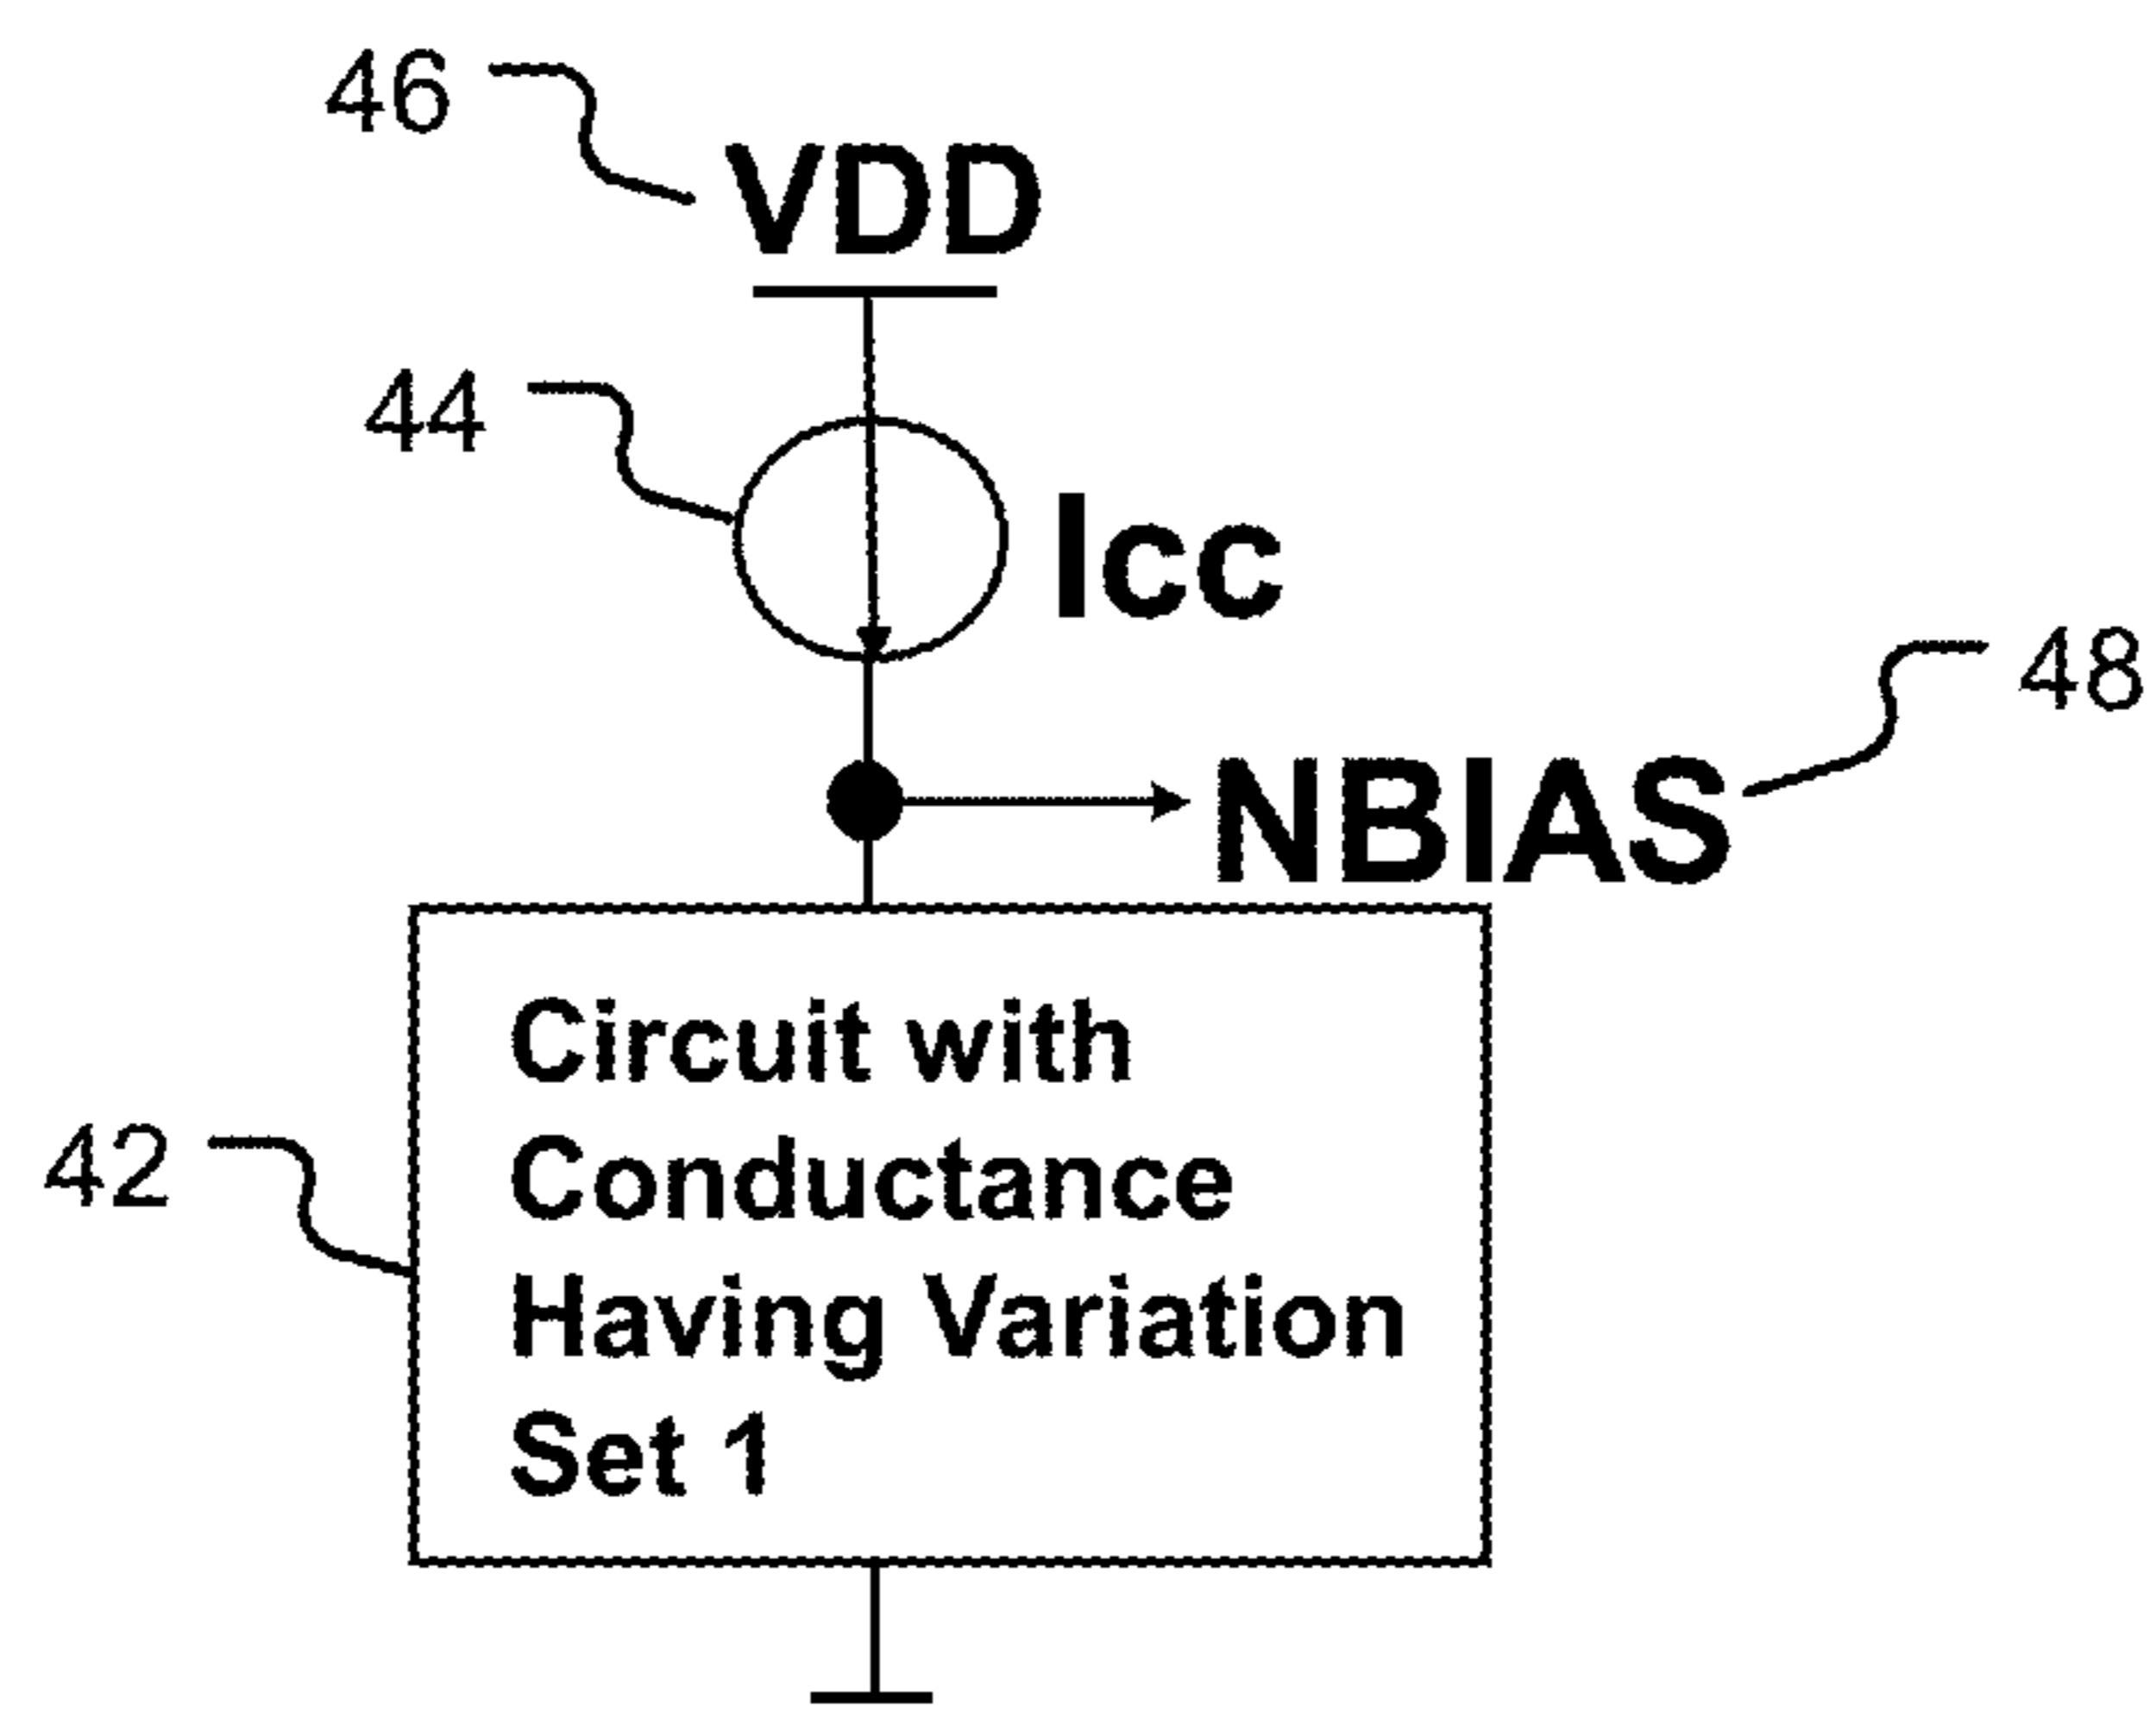 46
VDD
44
Icc
48
NBIAS
Circuit with
Conductance
42
Having Variation
Set 1